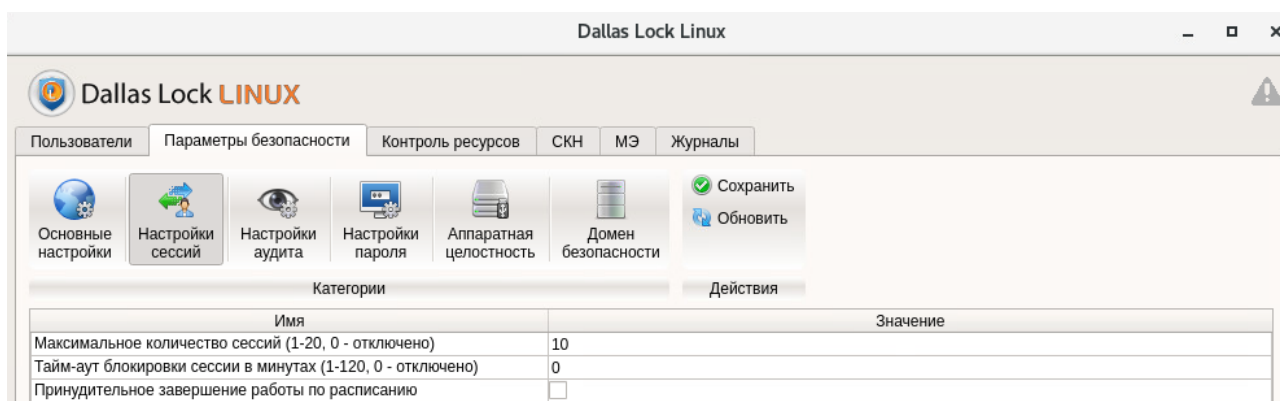 Dallas Lock Linux
Dallas Lock LINUX
Пользователи Параметры безопасности Контроль ресурсов СКН МЭ Журналы
Основные настройки Настройки сессий Настройки аудита Настройки пароля Аппаратная целостность Домен безопасности
Сохранить
Обновить
Категории Действия
Имя Значение
Максимальное количество сессий (1-20, 0 - отключено) 10
Тайм-аут блокировки сессии в минутах (1-120, 0 - отключено) 0
Принудительное завершение работы по расписанию